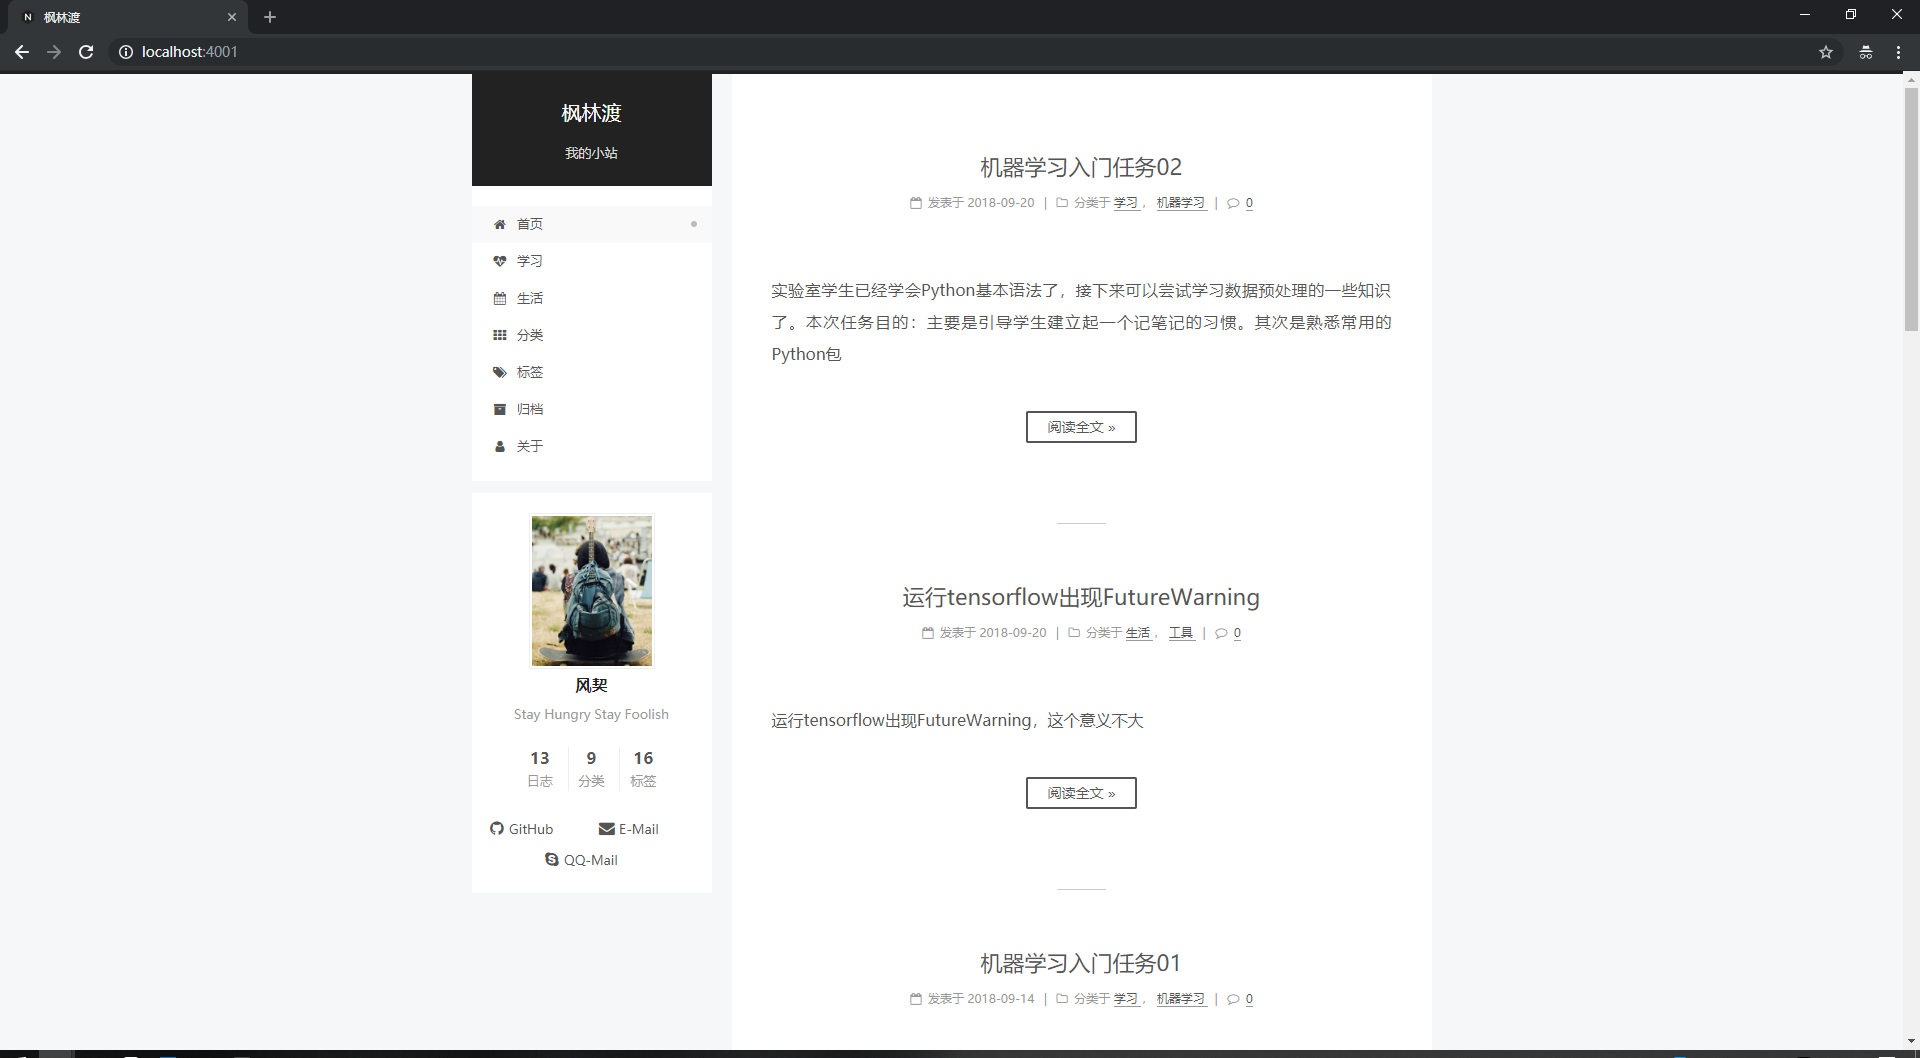 枫林渡
localhost:4001
枫林渡
我的小站
首页
学习
生活
分类
标签
归档
关于
风契
Stay Hungry Stay Foolish
13 9 16
日志 分类 标签
GitHub E-Mail
QQ-Mail
机器学习入门任务02
发表于 2018-09-20 | 分类于 学习 , 机器学习 | 0
实验室学生已经学会Python基本语法了，接下来可以尝试学习数据预处理的一些知识
了。本次任务目的：主要是引导学生建立起一个记笔记的习惯。其次是熟悉常用的
Python包
阅读全文 »
运行tensorflow出现FutureWarning
发表于 2018-09-20 | 分类于 生活 , 工具 | 0
运行tensorflow出现FutureWarning，这个意义不大
阅读全文 »
机器学习入门任务01
发表于 2018-09-14 | 分类于 学习 , 机器学习 | 0